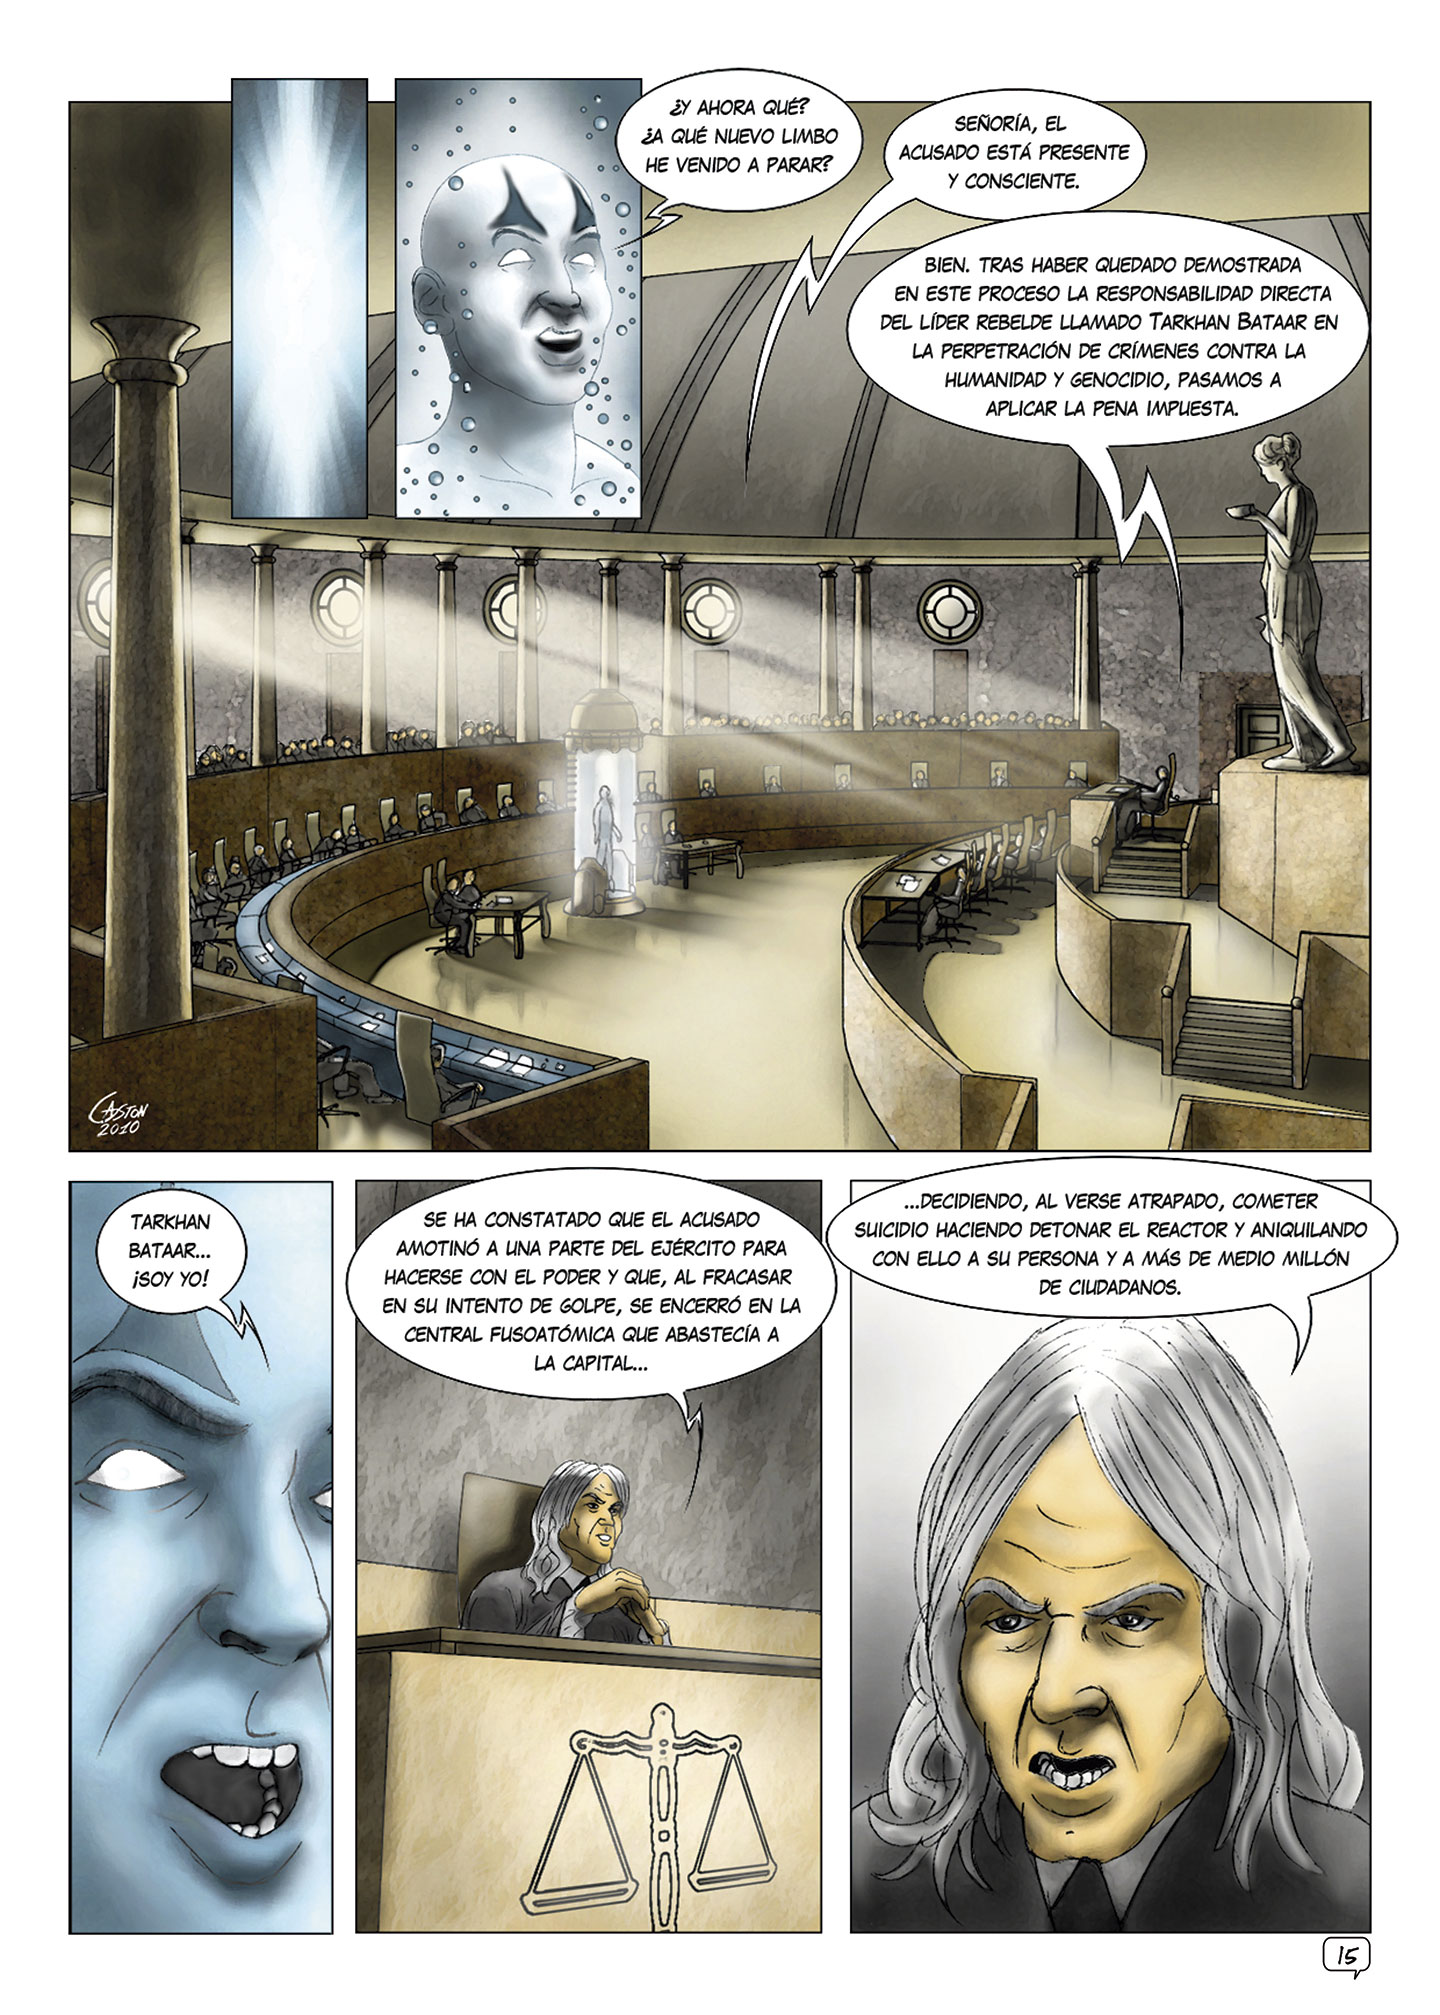 ¿Y AHORA QUÉ?
¿A QUÉ NUEVO LIMBO
HE VENIDO A PARAR?
SEÑORÍA, EL
ACUSADO ESTÁ PRESENTE
Y CONSCIENTE.
BIEN. TRAS HABER QUEDADO DEMOSTRADA
EN ESTE PROCESO LA RESPONSABILIDAD DIRECTA
DEL LÍDER REBELDE LLAMADO TARKHAN BATAAR EN
LA PERPETRACIÓN DE CRÍMENES CONTRA LA
HUMANIDAD Y GENOCIDIO, PASAMOS A
APLICAR LA PENA IMPUESTA.
GASTON
2010
TARKHAN
BATAAR...
¡SOY YO!
SE HA CONSTATADO QUE EL ACUSADO
AMOTINÓ A UNA PARTE DEL EJÉRCITO PARA
HACERSE CON EL PODER Y QUE, AL FRACASAR
EN SU INTENTO DE GOLPE, SE ENCERRÓ EN LA
CENTRAL FUSOATÓMICA QUE ABASTECÍA A
LA CAPITAL...
...DECIDIENDO, AL VERSE ATRAPADO, COMETER
SUICIDIO HACIENDO DETONAR EL REACTOR Y ANIQUILANDO
CON ELLO A SU PERSONA Y A MÁS DE MEDIO MILLÓN
DE CIUDADANOS.
15